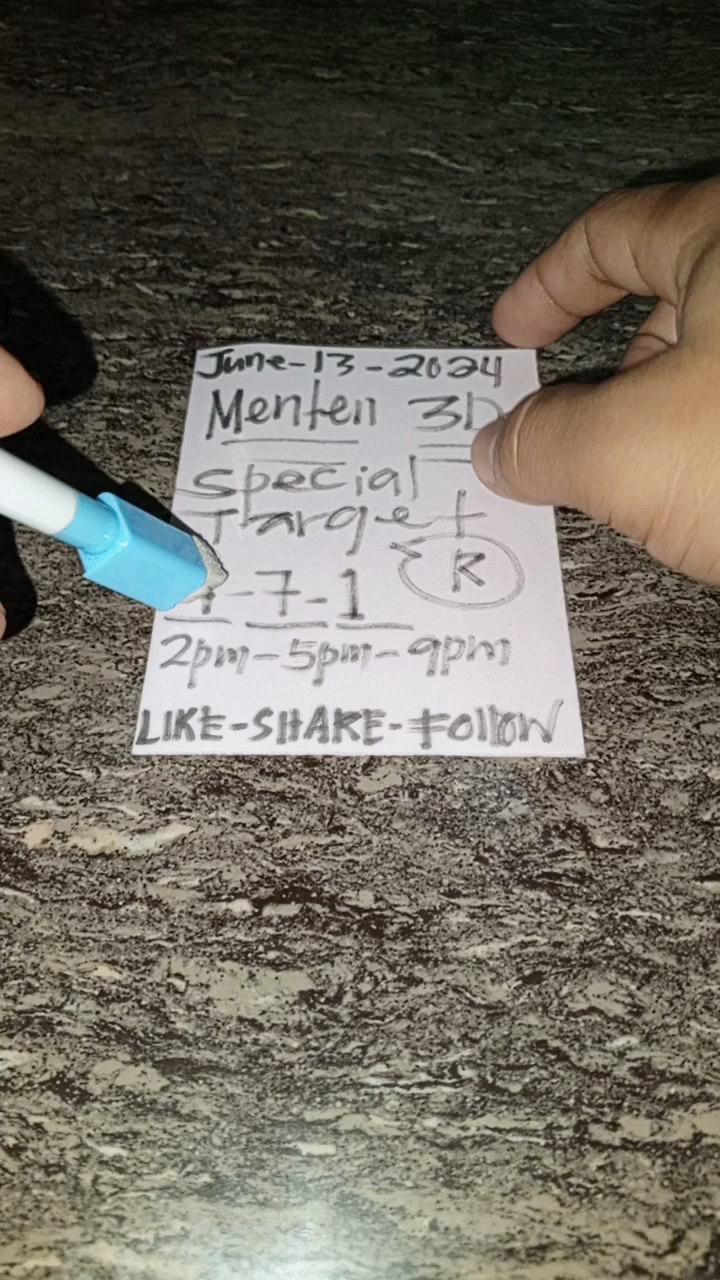 June-13-2024
Menten 3D
Special
Target
R
-7-1
2pm-5pm-9pm
LIKE-SHARE-Follow